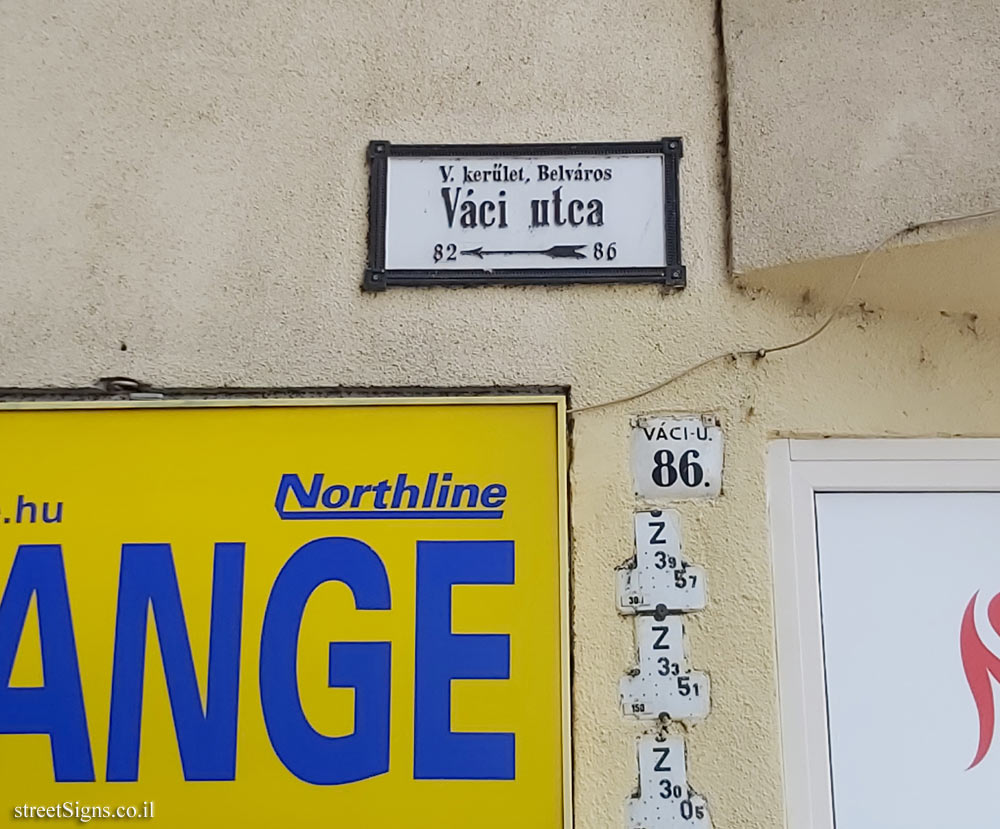 V. kerület, Belváros
Váci utca
82 86
VÁCI-U.
86.
.hu
Northline
ANGE
Z
39
57
30
Z
33
51
150
Z
30
05
streetSigns.co.il